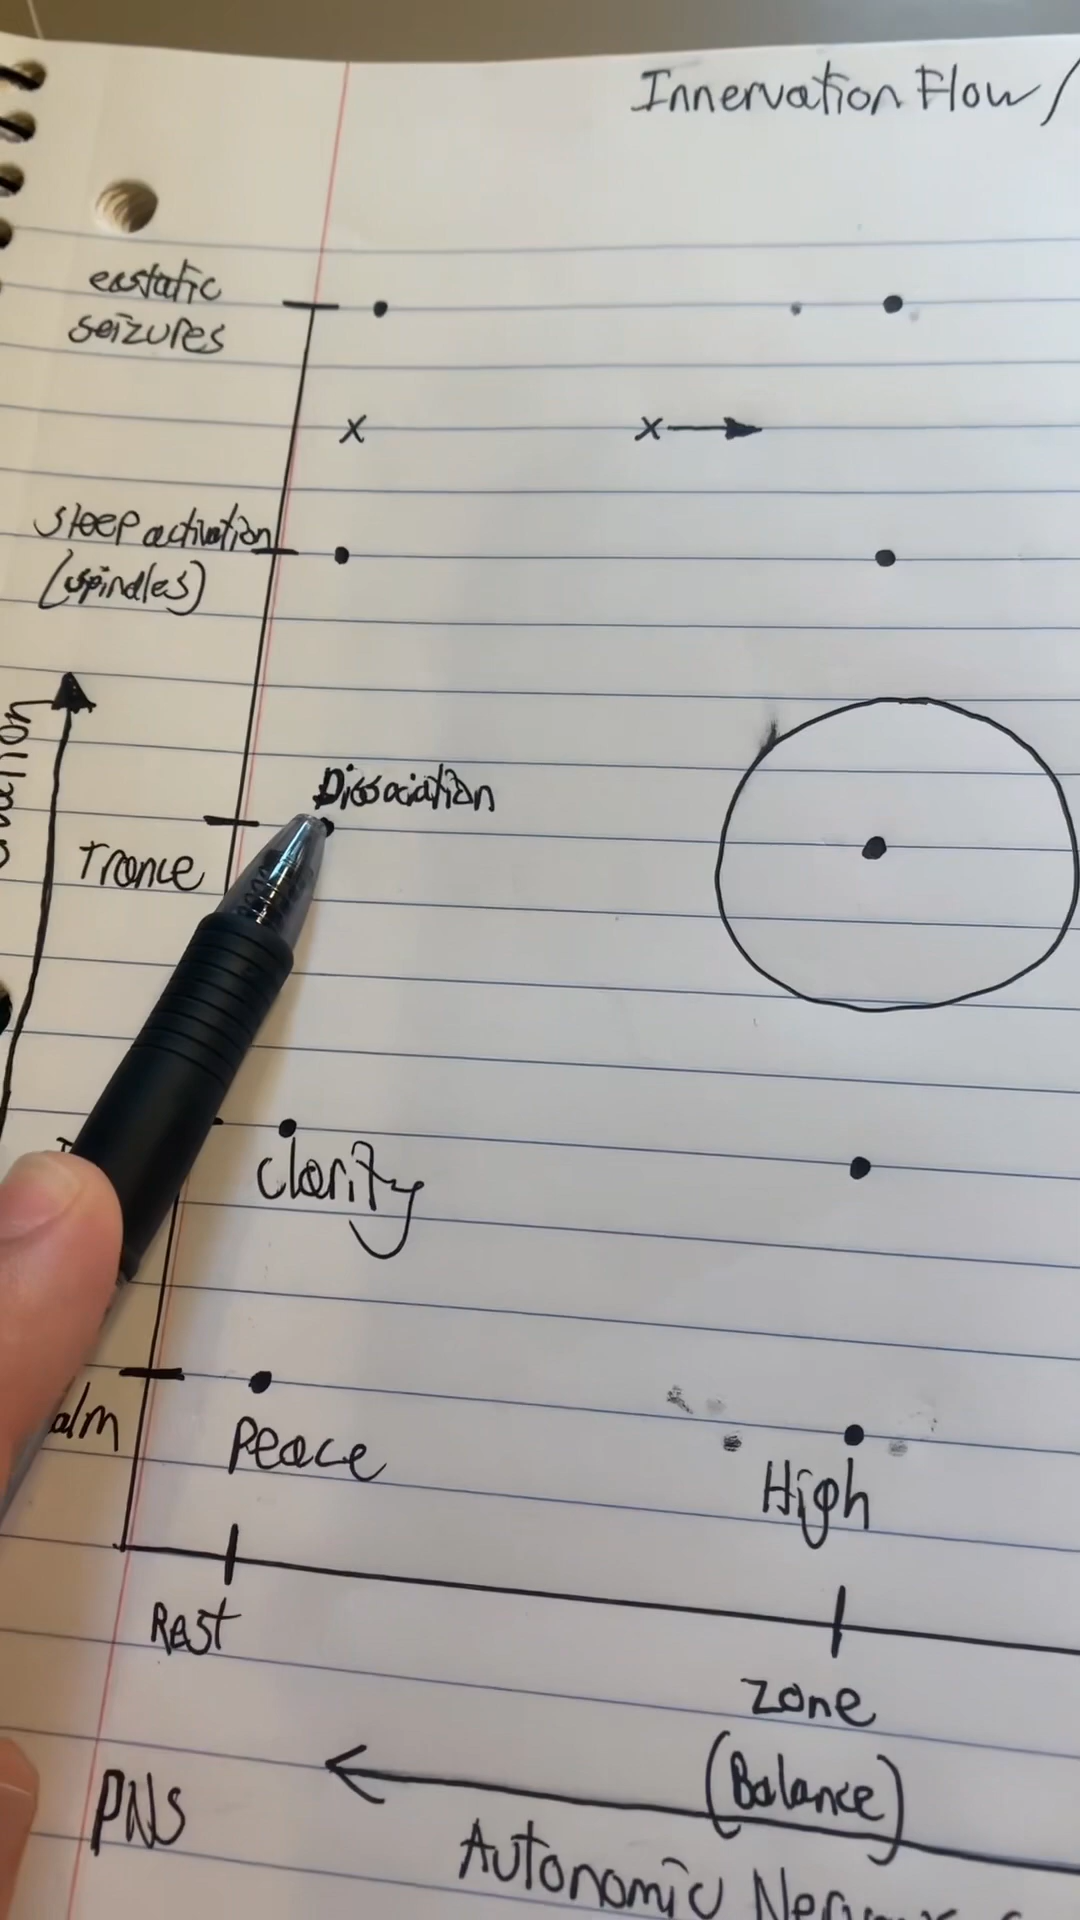 Innervation Flow /
ecstatic
seizures
x x
sleep activation
(spindles)
Dissociation
Trance
Clarity
alm
Peace
High
Rest
Zone
(Balance)
PNS
Autonomic